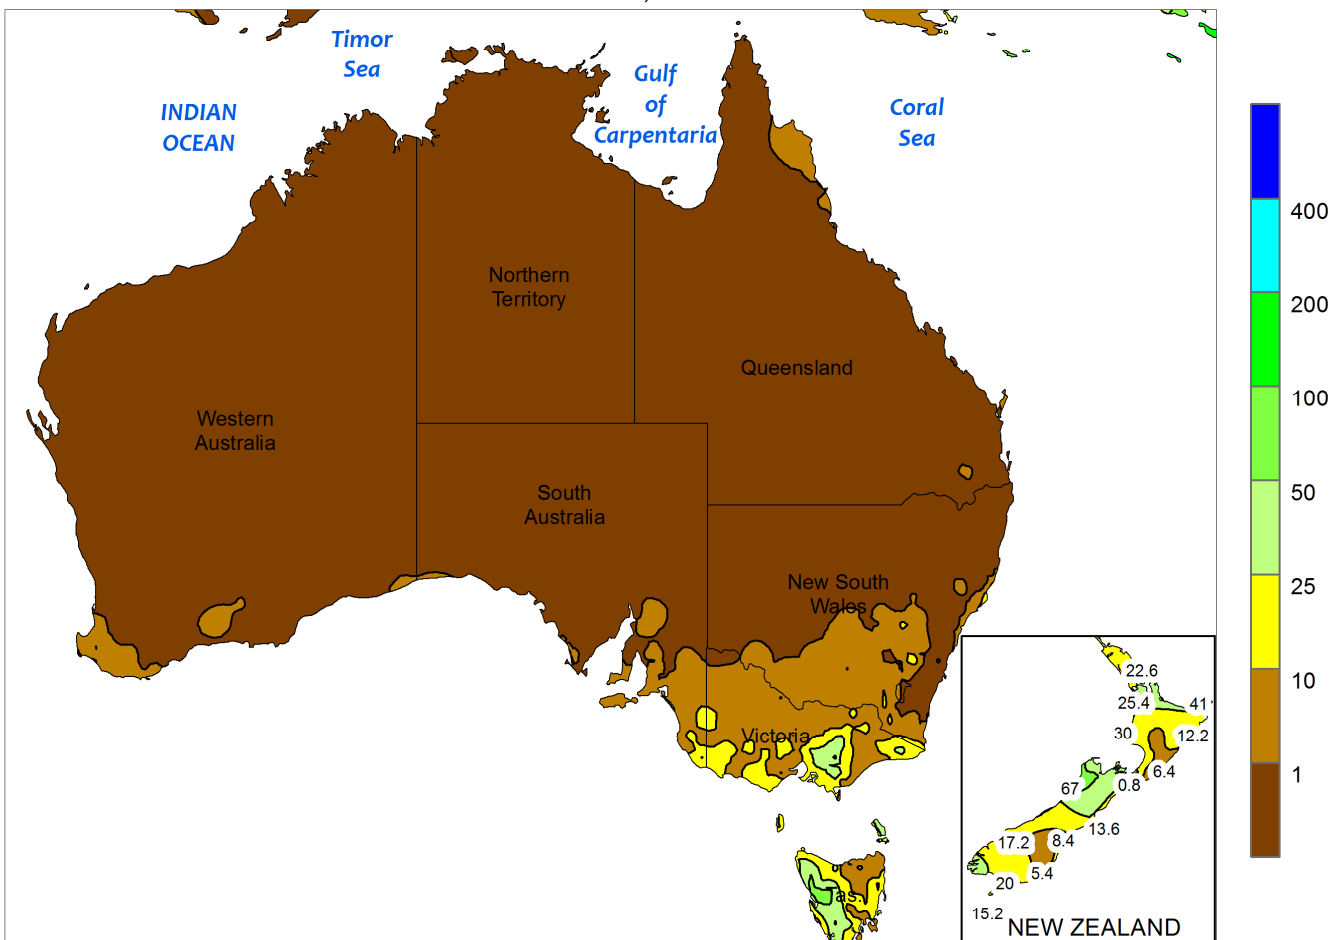 Timor
Sea
Gulf
of
Carpentaria
INDIAN
OCEAN
Coral
Sea
400
200
100
50
25
10
1
Northern
Territory
Queensland
Western
Australia
South
Australia
New South
Wales
Victoria
Tas.
22.6
25.4
41
30
12.2
6.4
0.8
67
13.6
17.2
8.4
5.4
20
15.2
NEW ZEALAND